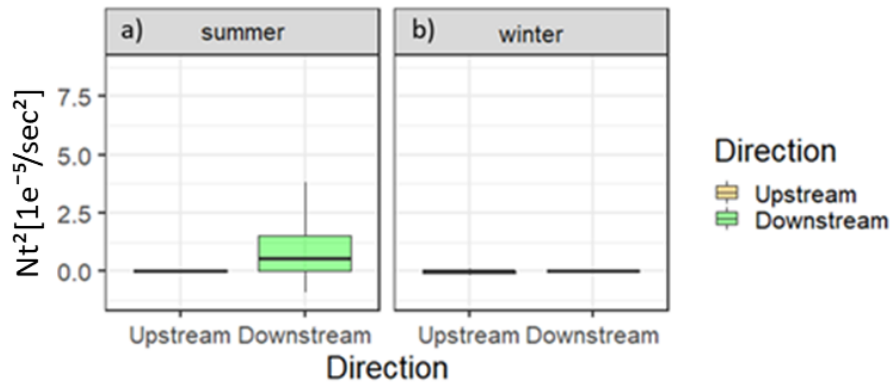 a) summer
b) winter
Nt²[1e⁻⁵/sec²]
7.5
5.0
2.5
0.0
Upstream Downstream
Upstream Downstream
Direction
Direction
Upstream
Downstream